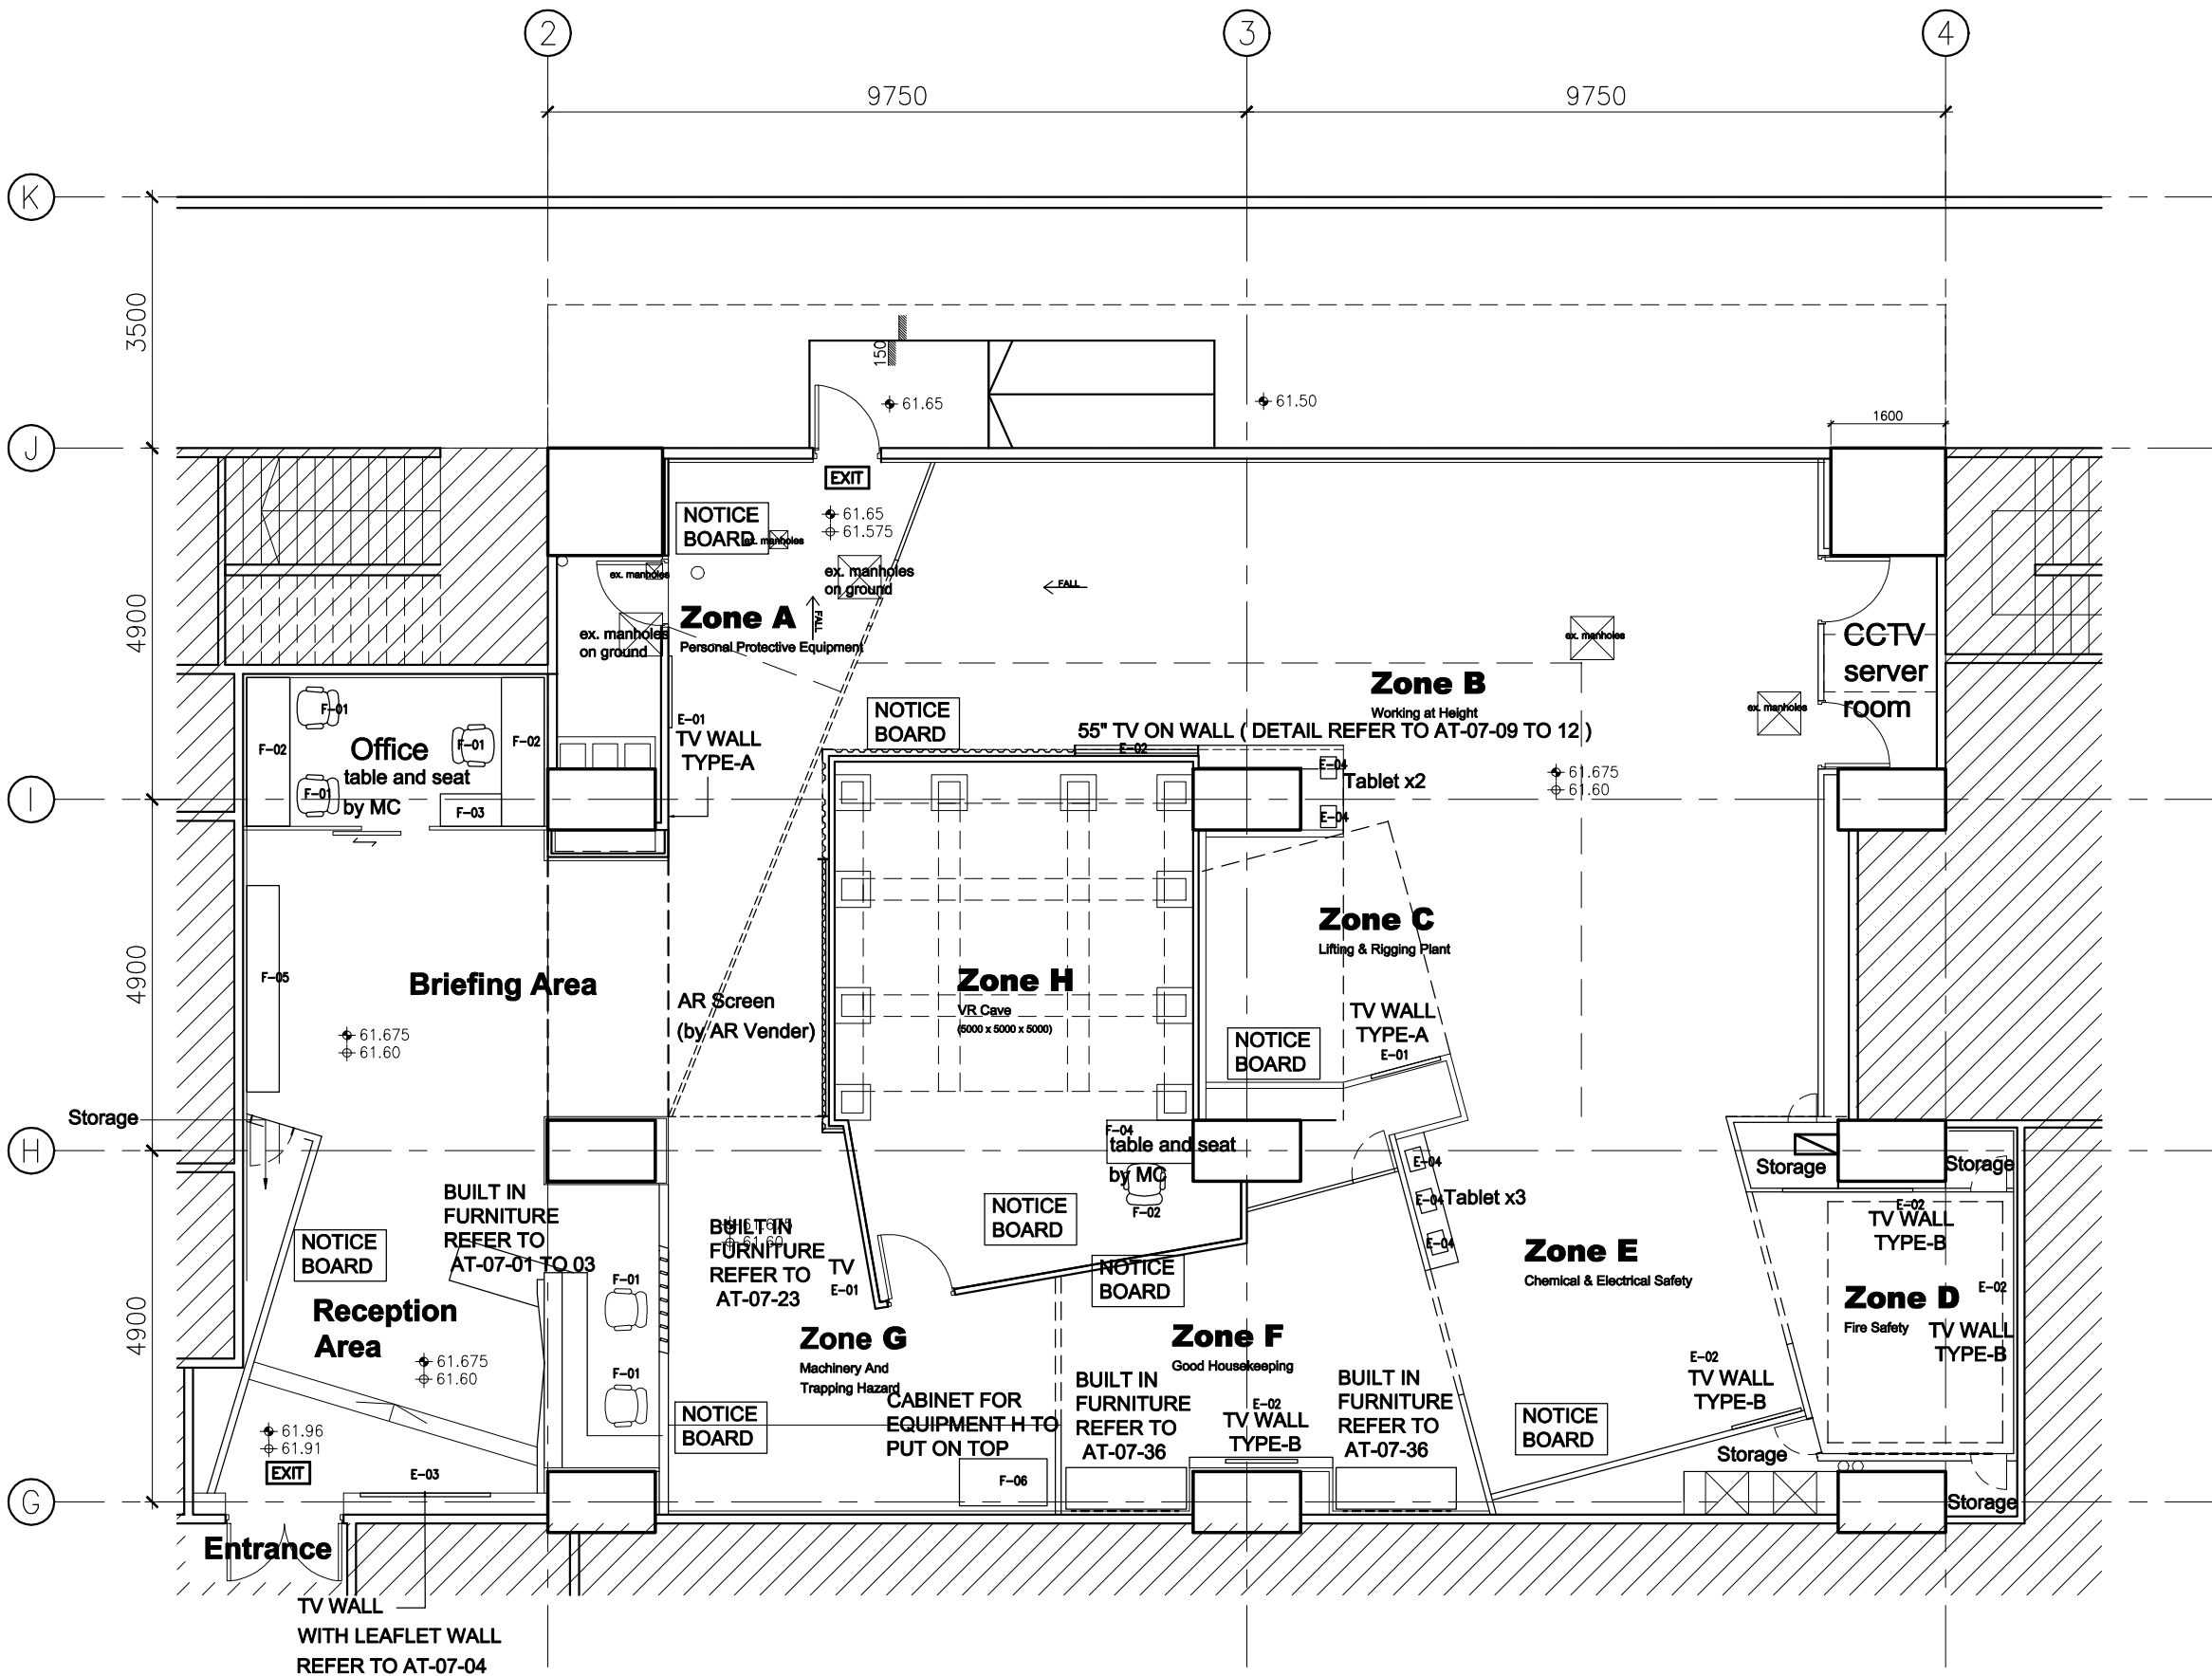 2
3
4
9750
9750
K
3500
150
61.65
61.50
1600
J
EXIT
NOTICE
BOARD
ex. manholes
61.65
61.575
ex. manholes
ex. manholes
on ground
FALL
4900
Zone A
FALL
Personal Protective Equipment
ex. manholes
on ground
ex. manholes
CCTV
server
room
Zone B
Working at Height
ex. manholes
NOTICE
BOARD
55" TV ON WALL ( DETAIL REFER TO AT-07-09 TO 12 )
E-02
E-01
TV WALL
TYPE-A
F-01
F-02
Office
F-01
F-02
table and seat
by MC
F-01
F-03
E-04
Tablet x2
E-04
61.675
61.60
I
4900
F-05
Briefing Area
61.675
61.60
AR Screen
(by AR Vender)
Zone H
VR Cave
(5000 x 5000 x 5000)
Zone C
Lifting & Rigging Plant
TV WALL
TYPE-A
E-01
NOTICE
BOARD
Storage
H
F-04
table and seat
by MC
F-02
NOTICE
BOARD
E-04
E-04
Tablet x3
E-04
Storage
Storage
E-02
TV WALL
TYPE-B
4900
BUILT IN
FURNITURE
REFER TO
AT-07-01 TO 03
NOTICE
BOARD
Reception
Area
61.675
61.60
F-01
F-01
61.675
61.60
BUILT IN
FURNITURE
REFER TO
AT-07-23
TV
E-01
Zone G
Machinery And
Trapping Hazard
NOTICE
BOARD
Zone F
Good Housekeeping
Zone E
Chemical & Electrical Safety
Zone D
Fire Safety
E-02
TV WALL
TYPE-B
E-02
TV WALL
TYPE-B
CABINET FOR
EQUIPMENT H TO
PUT ON TOP
BUILT IN
FURNITURE
REFER TO
AT-07-36
E-02
TV WALL
TYPE-B
BUILT IN
FURNITURE
REFER TO
AT-07-36
NOTICE
BOARD
NOTICE
BOARD
Storage
61.96
61.91
EXIT
E-03
F-06
Storage
G
Entrance
TV WALL
WITH LEAFLET WALL
REFER TO AT-07-04